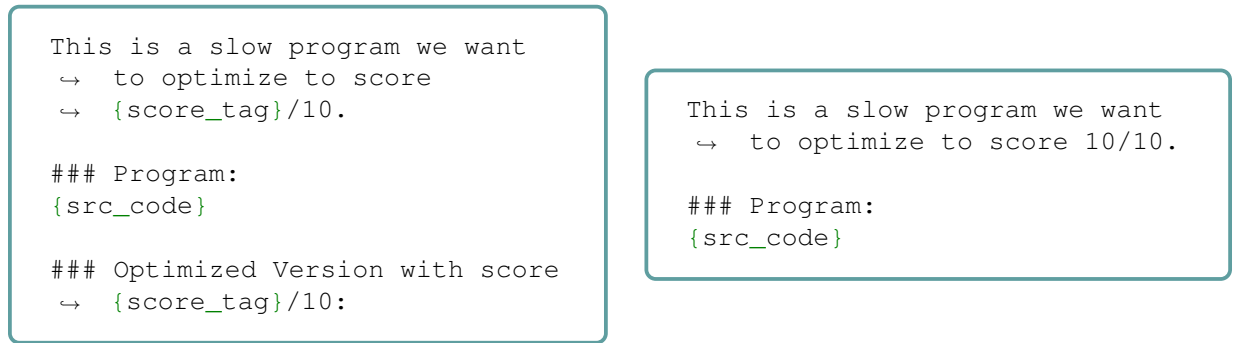 This is a slow program we want
↪ to optimize to score
↪ {score_tag}/10.
### Program:
{src_code}
### Optimized Version with score
↪ {score_tag}/10:
This is a slow program we want
↪ to optimize to score 10/10.
### Program:
{src_code}